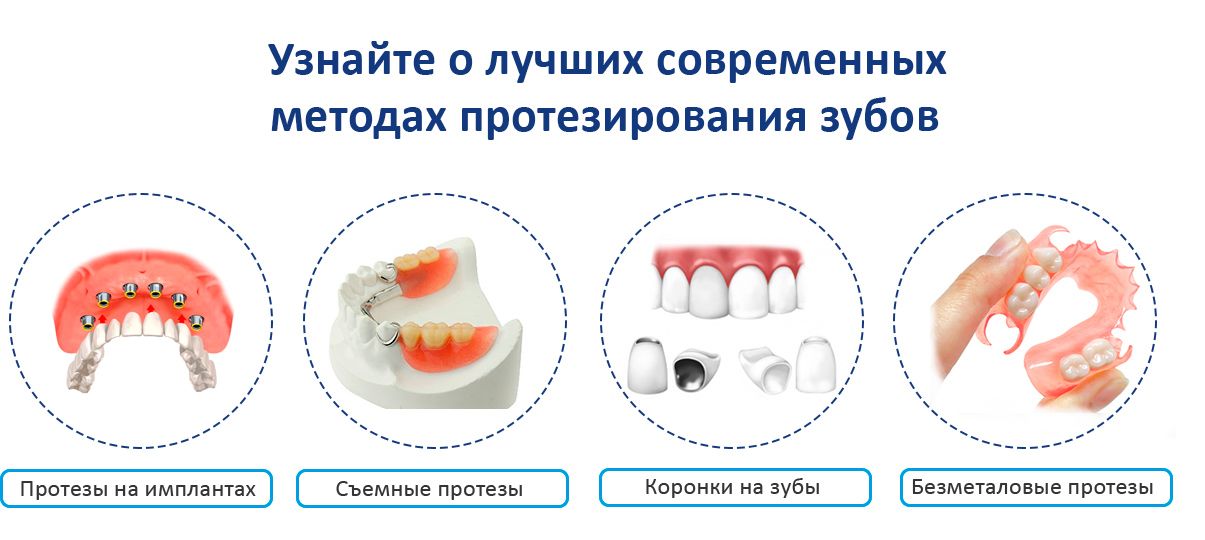 Узнайте о лучших современных
методах протезирования зубов
Протезы на имплантах
Съемные протезы
Коронки на зубы
Безметаловые протезы